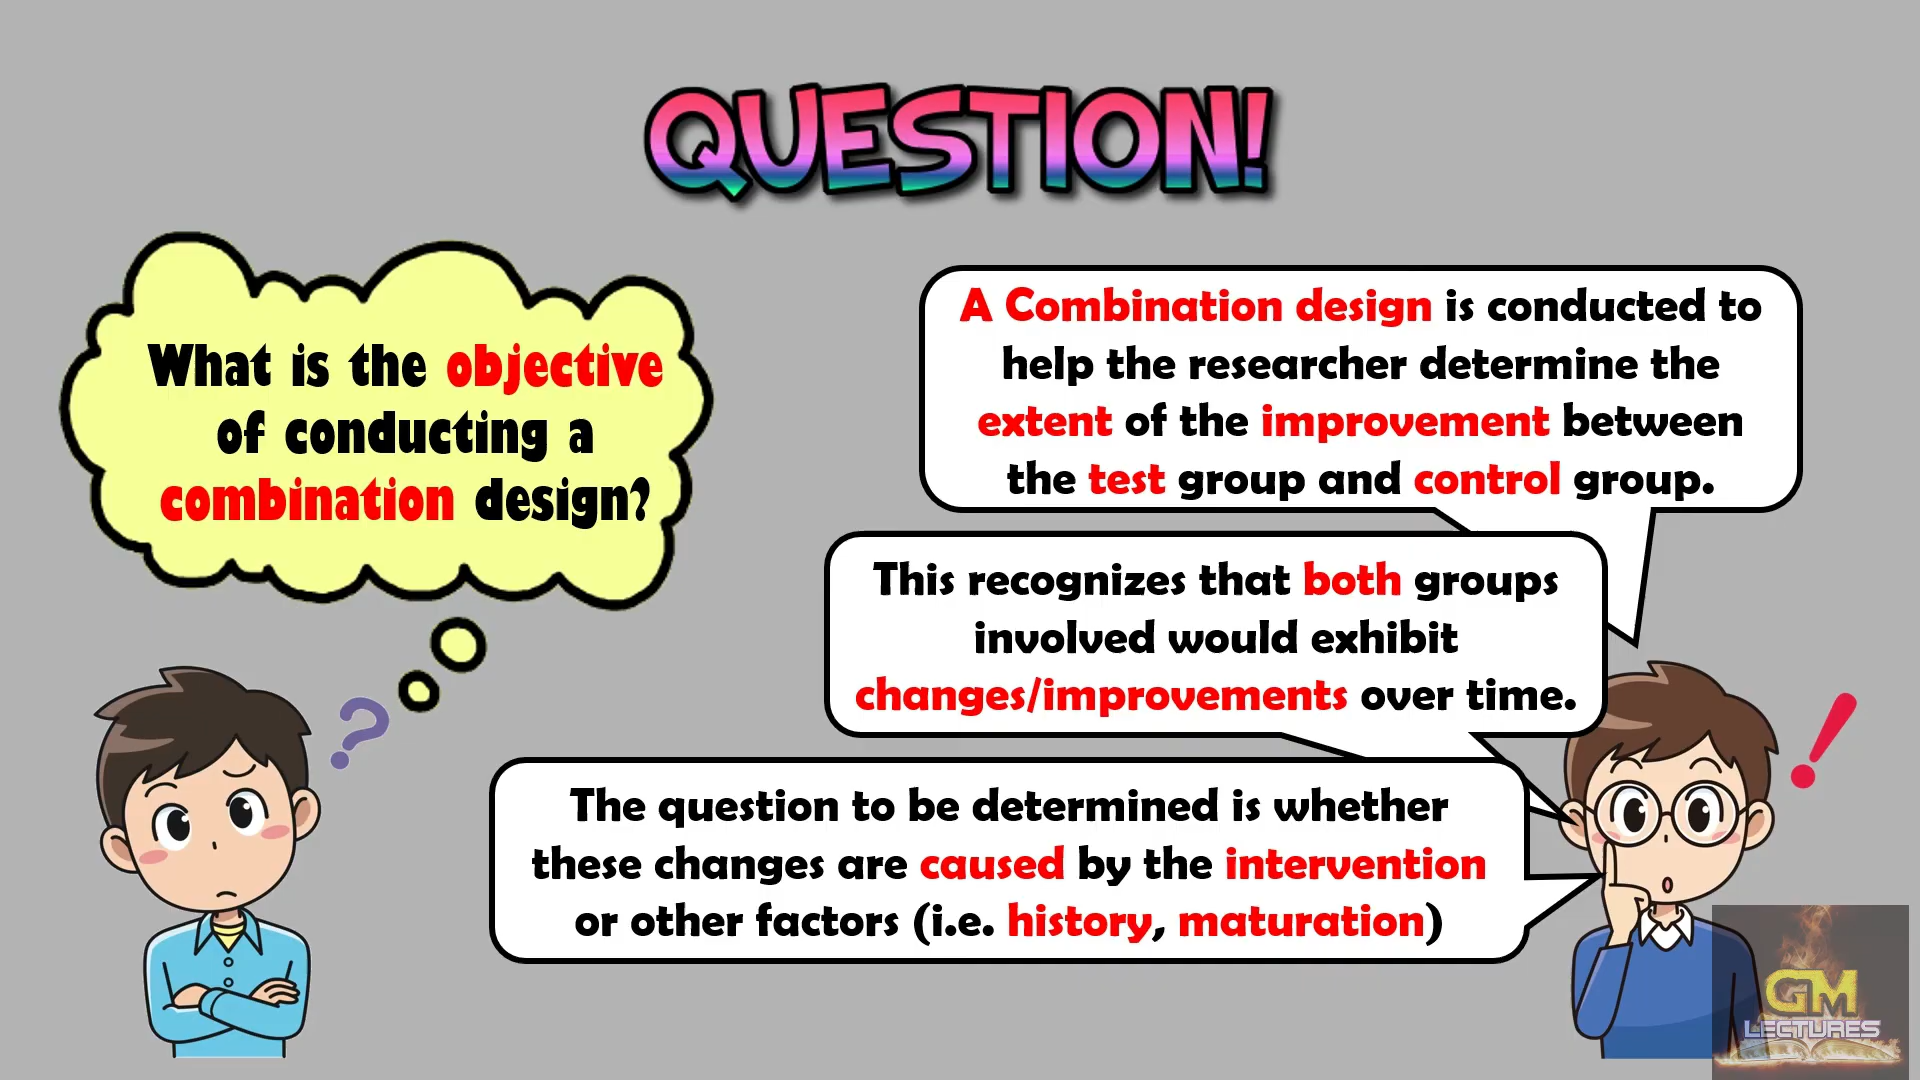 QUESTION!
What is the objective
of conducting a
combination design?
A Combination design is conducted to
help the researcher determine the
extent of the improvement between
the test group and control group.
This recognizes that both groups
involved would exhibit
changes/improvements over time.
The question to be determined is whether
these changes are caused by the intervention
or other factors (i.e. history, maturation)
?
!
GM
LECTURES